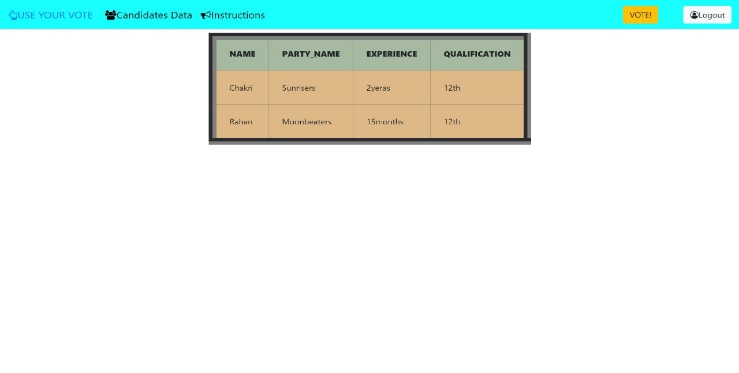 USE YOUR VOTE Candidates Data Instructions VOTE! Logout
NAME PARTY_NAME EXPERIENCE QUALIFICATION
Chakri Sunrisers 2yeras 12th
Rahan Moonbeaters 15months 12th